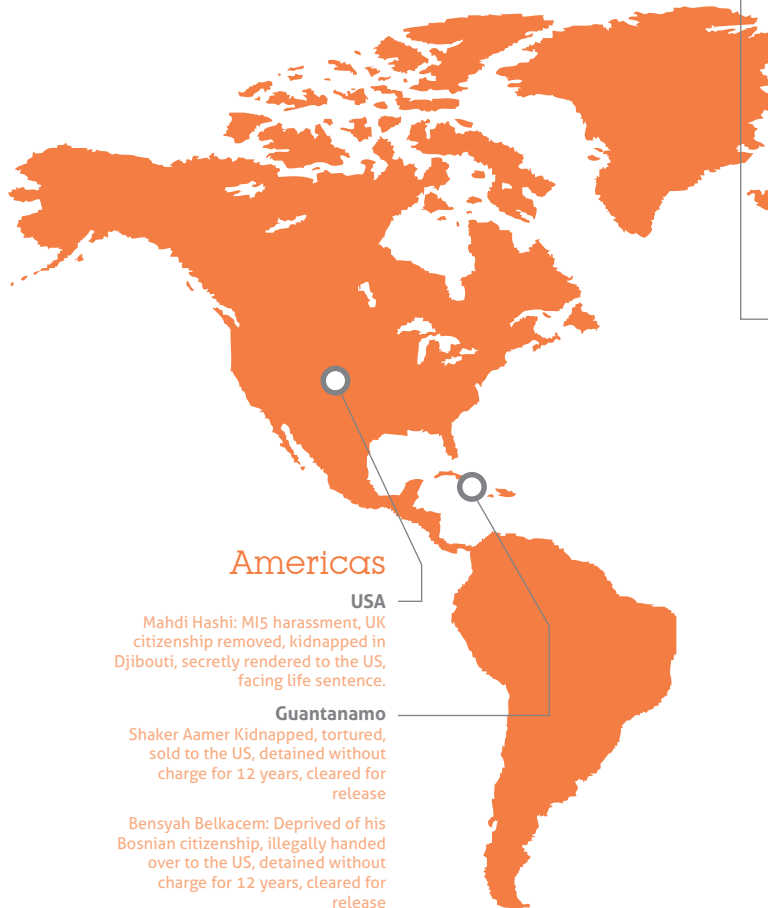 Americas
USA
Mahdi Hashi: MI5 harassment, UK
citizenship removed, kidnapped in
Djibouti, secretly rendered to the US,
facing life sentence.
Guantanamo
Shaker Aamer Kidnapped, tortured,
sold to the US, detained without
charge for 12 years, cleared for
release
Bensyah Belkacem: Deprived of his
Bosnian citizenship, illegally handed
over to the US, detained without
charge for 12 years, cleared for
release